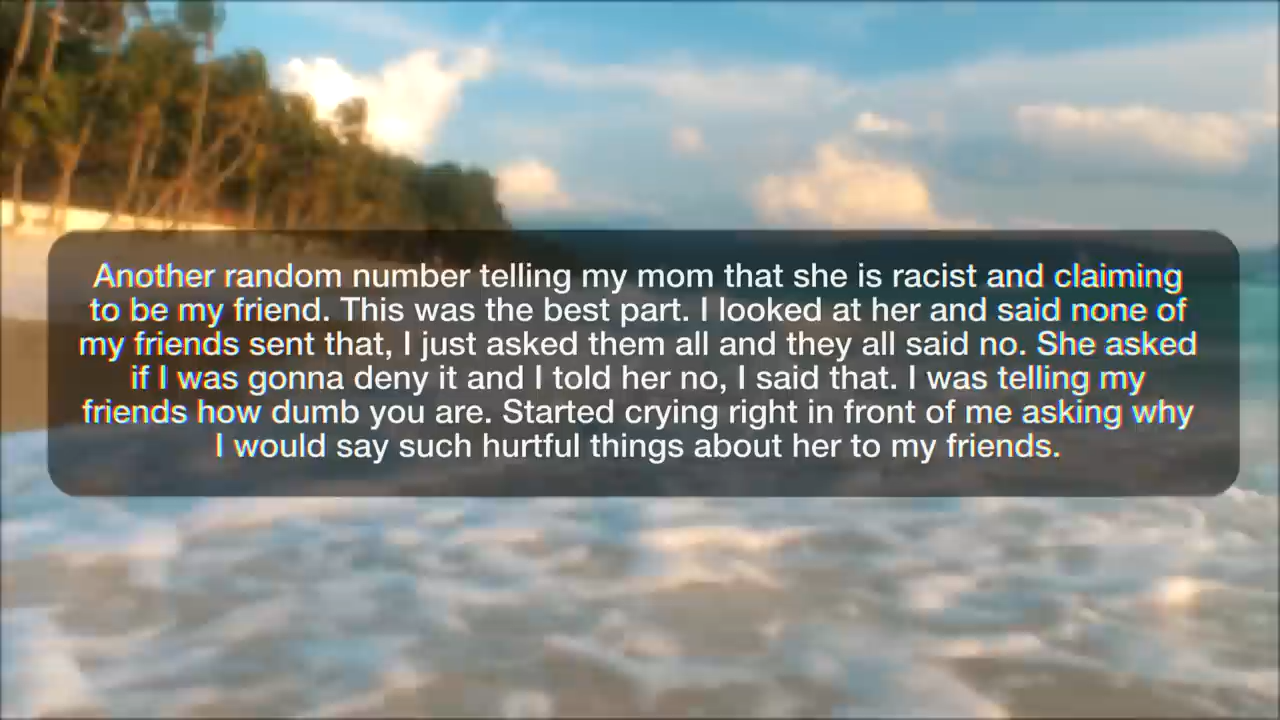 Another random number telling my mom that she is racist and claiming
to be my friend. This was the best part. I looked at her and said none of
my friends sent that, I just asked them all and they all said no. She asked
if I was gonna deny it and I told her no, I said that. I was telling my
friends how dumb you are. Started crying right in front of me asking why
I would say such hurtful things about her to my friends.